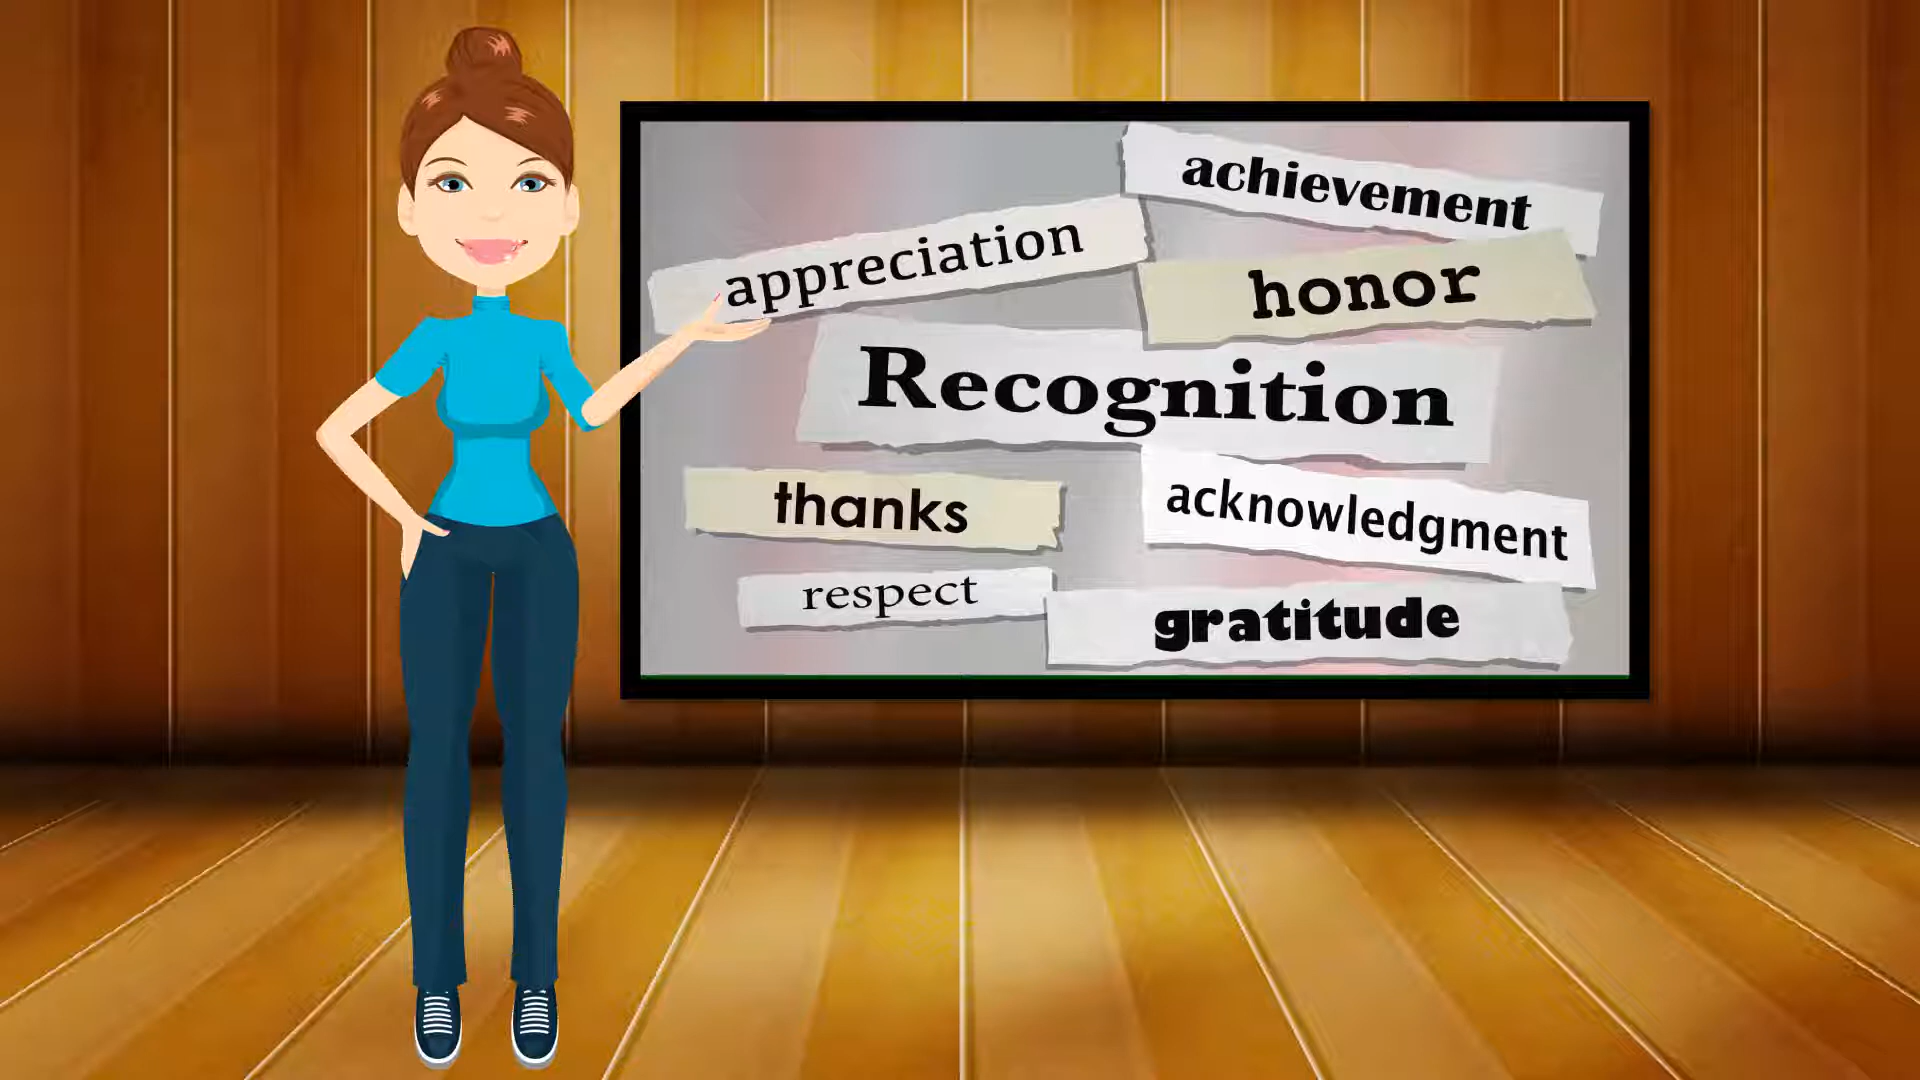 achievement
appreciation
honor
Recognition
thanks
acknowledgment
respect
gratitude